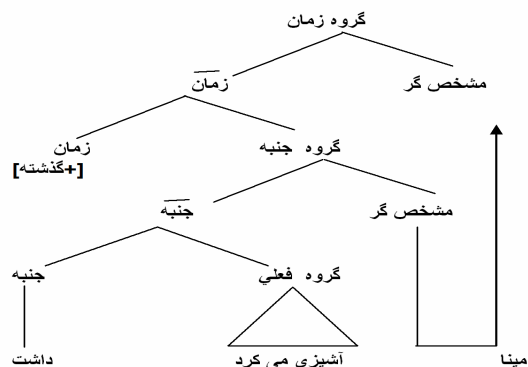 گروه زمان
مشخص گر زمان
گروه جنبه زمان
[+گذشته]
مشخص گر جنبه
گروه فعلي جنبه
مینا آشپزی می کرد داشت